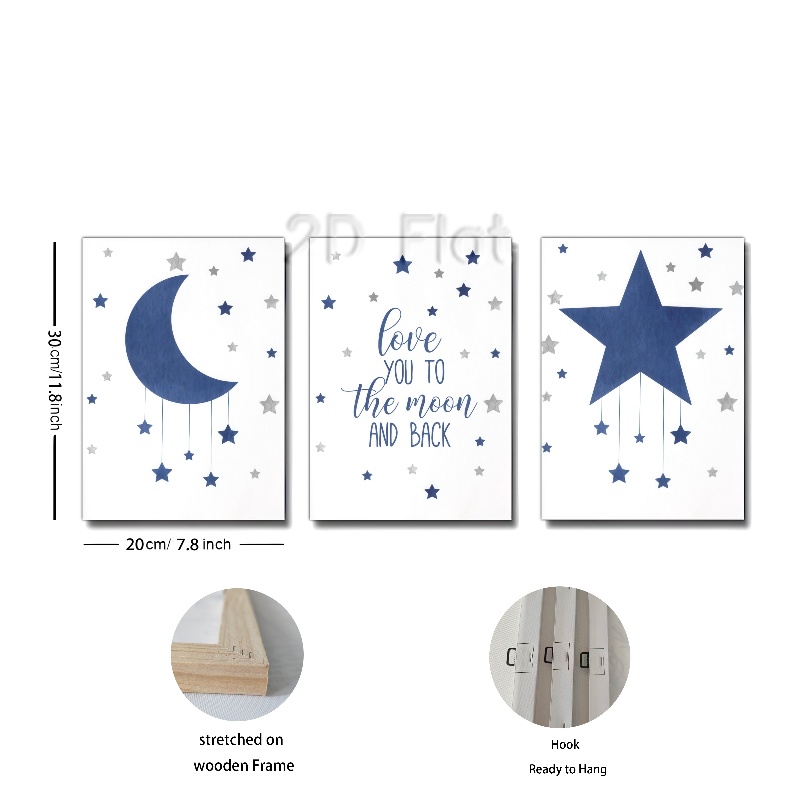 2D Flat
love
YOU TO
the moon
AND BACK
30cm/11.8inch
20cm/ 7.8 inch
stretched on
wooden Frame
Hook
Ready to Hang